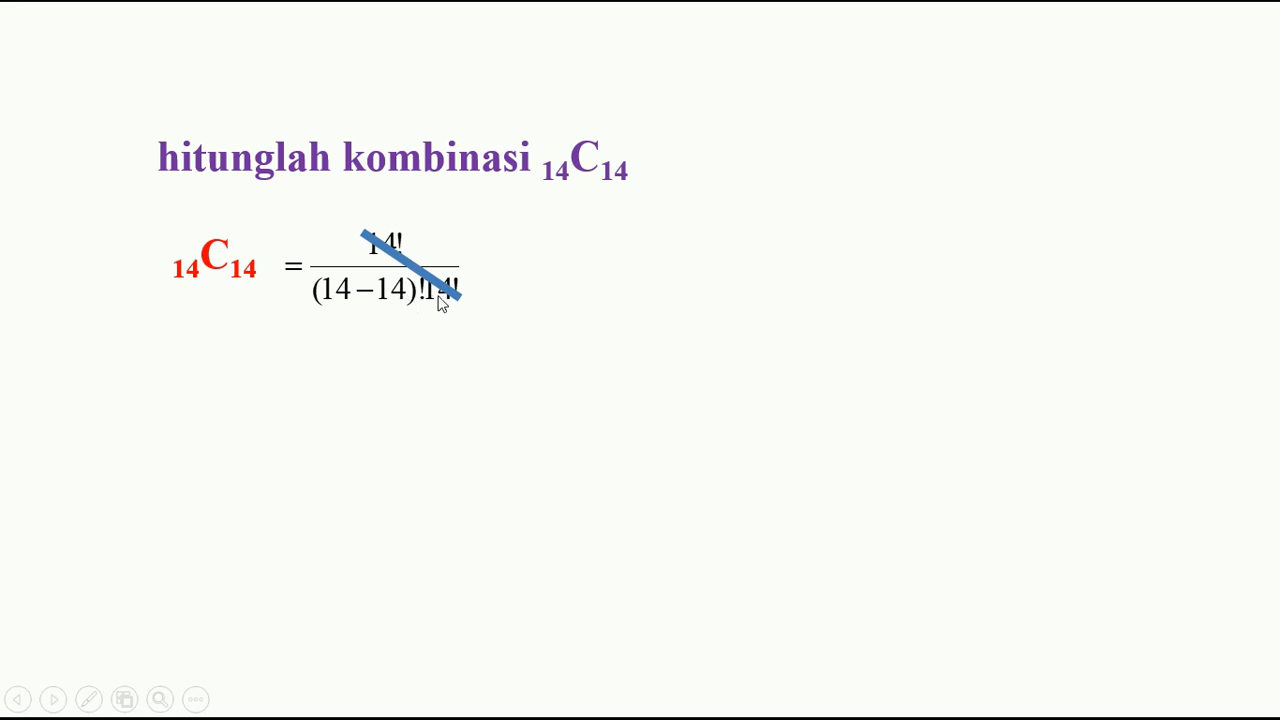 hitunglah kombinasi ₁₄C₁₄
₁₄C₁₄ = 14! / (14−14)!14!